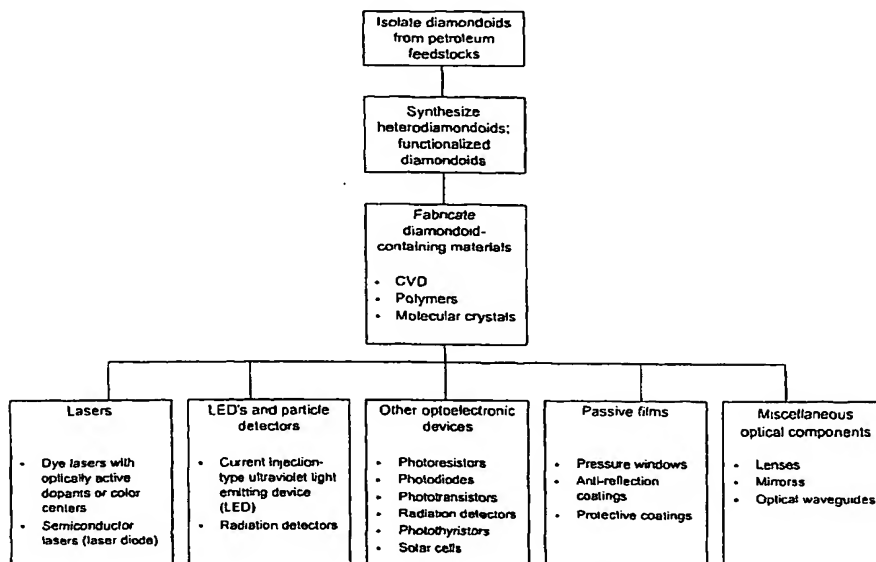 Isolate diamondoids
from petroleum
feedstocks
Synthesize
heterodiamondoids;
functionalized
diamondoids
Fabricate
diamondoid-
containing materials
• CVD
• Polymers
• Molecular crystals
Lasers
• Dye lasers with
optically active
dopants or color
centers
• Semiconductor
lasers (laser diode)
LED's and particle
detectors
• Current injection-
type ultraviolet light
emitting device
(LED)
• Radiation detectors
Other optoelectronic
devices
• Photoresistors
• Photodiodes
• Phototransistors
• Radiation detectors
• Photothyristors
• Solar cells
Passive films
• Pressure windows
• Anti-reflection
coatings
• Protective coatings
Miscellaneous
optical components
• Lenses
• Mirrorss
• Optical waveguides